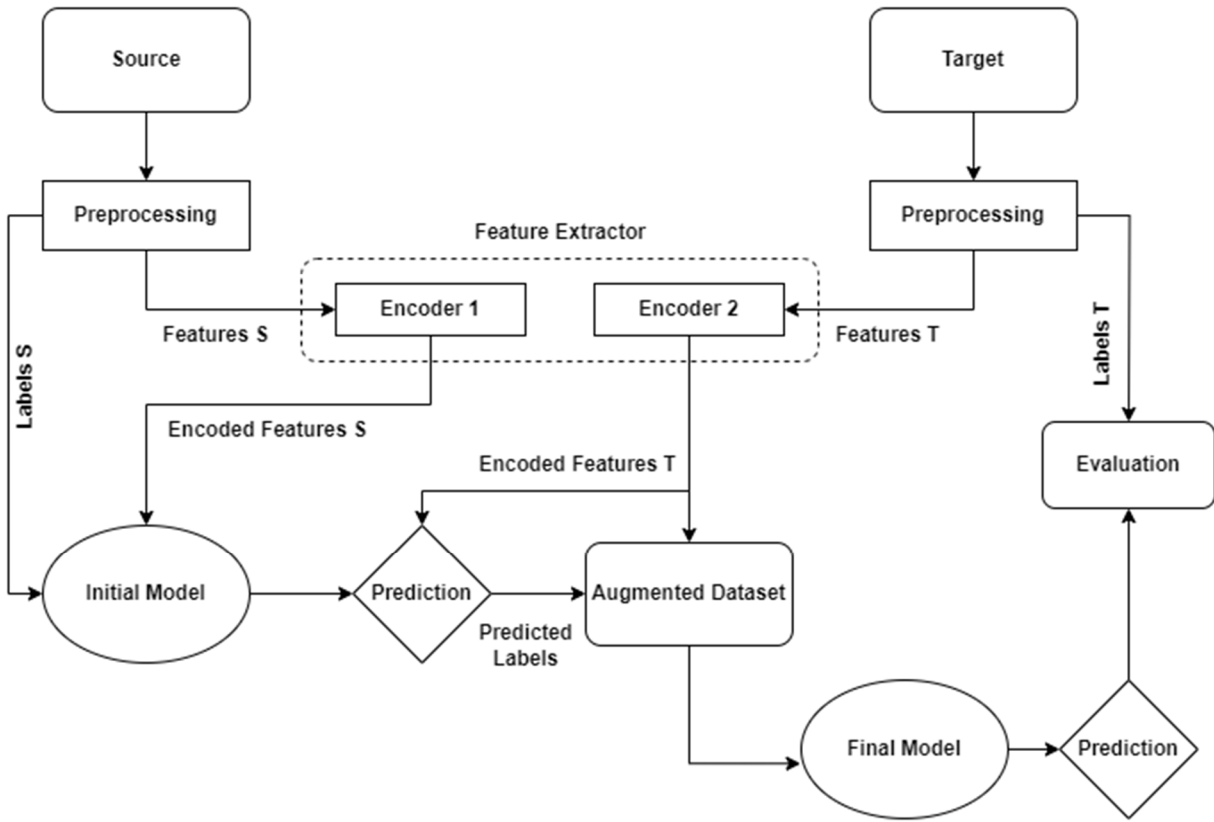 Source
Target
Preprocessing
Preprocessing
Feature Extractor
Encoder 1
Encoder 2
Features S
Features T
Labels S
Labels T
Encoded Features S
Encoded Features T
Evaluation
Initial Model
Prediction
Augmented Dataset
Predicted
Labels
Final Model
Prediction